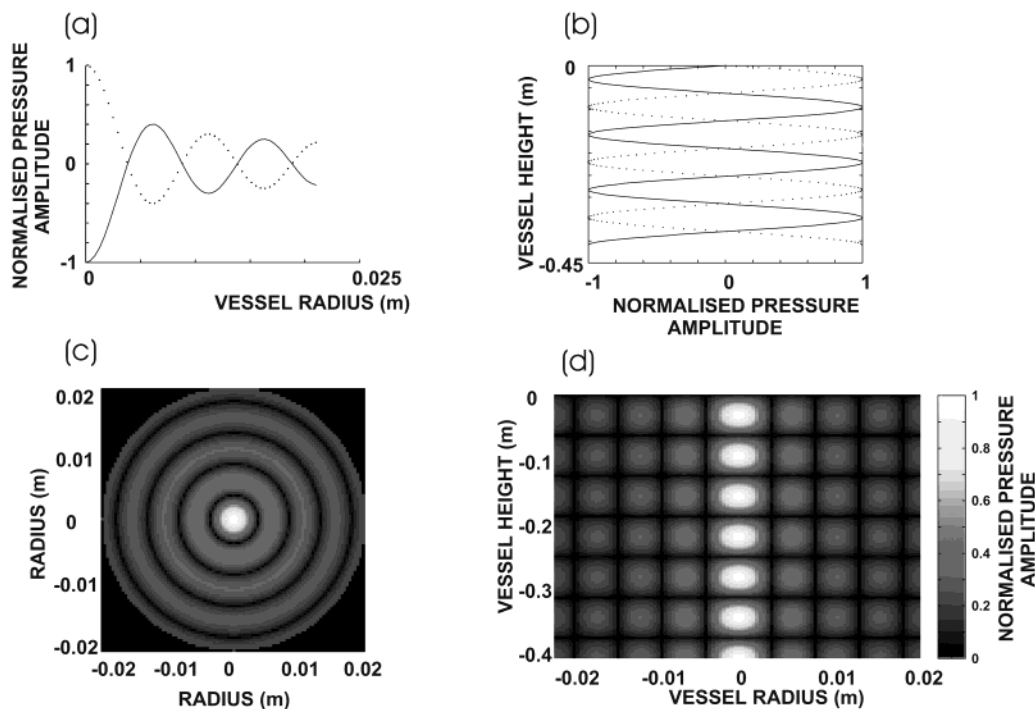 (a)
NORMALISED PRESSURE
AMPLITUDE
1
0
-1
0
0.025
VESSEL RADIUS (m)
(b)
VESSEL HEIGHT (m)
0
-0.45
-1
0
1
NORMALISED PRESSURE
AMPLITUDE
(c)
RADIUS (m)
0.02
0.01
0
-0.01
-0.02
-0.02
-0.01
0
0.01
0.02
RADIUS (m)
(d)
VESSEL HEIGHT (m)
0
-0.1
-0.2
-0.3
-0.4
-0.02
-0.01
0
0.01
0.02
VESSEL RADIUS (m)
1
0.8
0.6
0.4
0.2
0
NORMALISED PRESSURE
AMPLITUDE